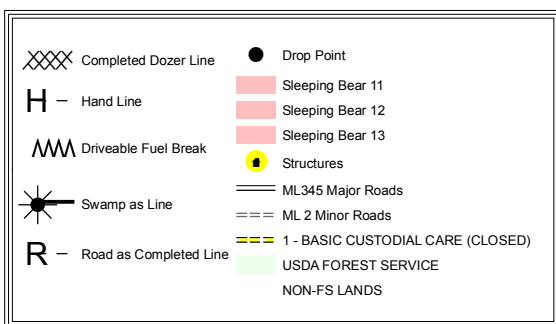 Completed Dozer Line
H – Hand Line
Driveable Fuel Break
Swamp as Line
R – Road as Completed Line
Drop Point
Sleeping Bear 11
Sleeping Bear 12
Sleeping Bear 13
Structures
ML345 Major Roads
ML 2 Minor Roads
1 - BASIC CUSTODIAL CARE (CLOSED)
USDA FOREST SERVICE
NON-FS LANDS